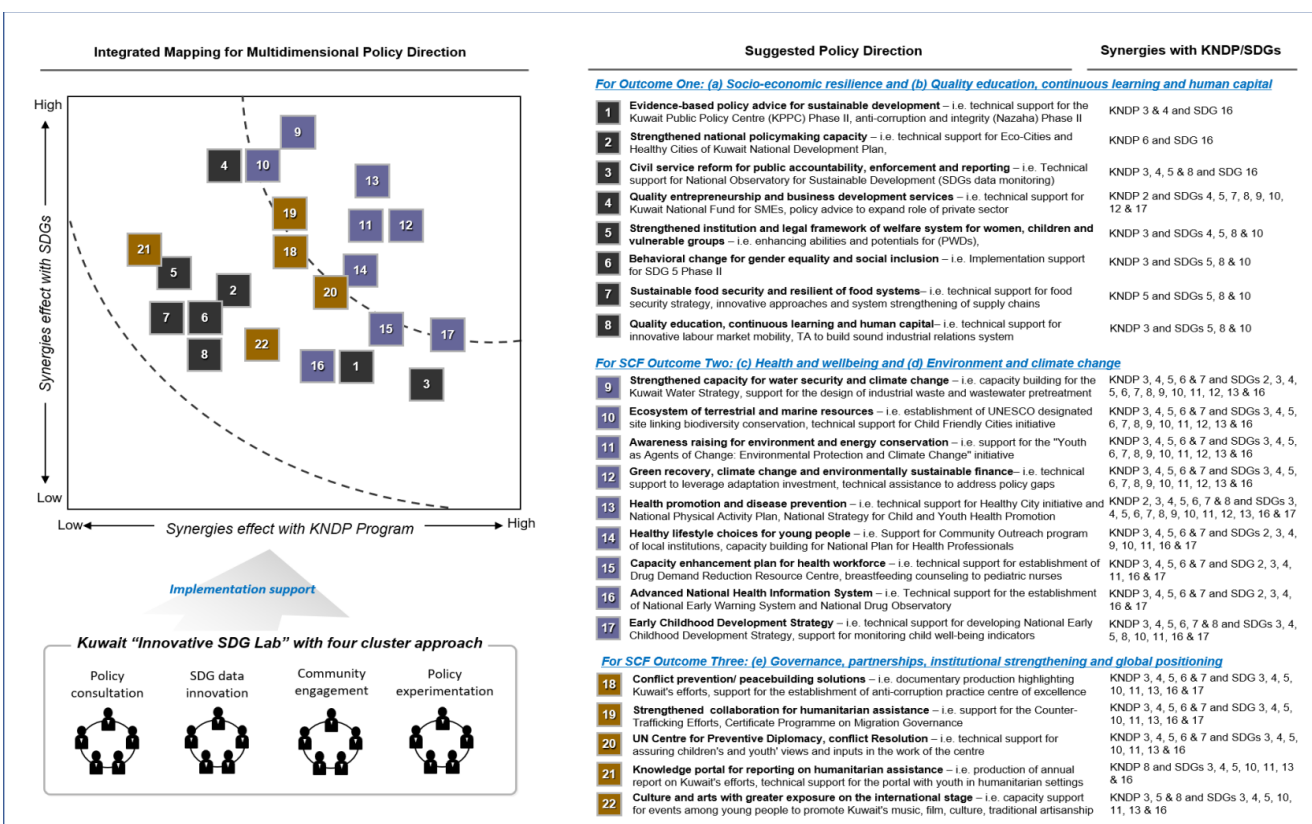 Integrated Mapping for Multidimensional Policy Direction
High
Synergies effect with SDGs
Low
9
4
10
13
19
11
12
18
21
5
14
2
20
7
6
15
17
8
22
16
1
3
Low
Synergies effect with KNDP Program
High
Implementation support
Kuwait “Innovative SDG Lab” with four cluster approach
Policy
consultation
SDG data
innovation
Community
engagement
Policy
experimentation
Suggested Policy Direction
Synergies with KNDP/SDGs
For Outcome One: (a) Socio-economic resilience and (b) Quality education, continuous learning and human capital
1
Evidence-based policy advice for sustainable development – i.e. technical support for the
Kuwait Public Policy Centre (KPPC) Phase II, anti-corruption and integrity (Nazaha) Phase II
KNDP 3 & 4 and SDG 16
2
Strengthened national policymaking capacity – i.e. technical support for Eco-Cities and
Healthy Cities of Kuwait National Development Plan,
KNDP 6 and SDG 16
3
Civil service reform for public accountability, enforcement and reporting – i.e. Technical
support for National Observatory for Sustainable Development (SDGs data monitoring)
KNDP 3, 4, 5 & 8 and SDG 16
4
Quality entrepreneurship and business development services – i.e. technical support for
Kuwait National Fund for SMEs, policy advice to expand role of private sector
KNDP 2 and SDGs 4, 5, 7, 8, 9, 10,
12 & 17
5
Strengthened institution and legal framework of welfare system for women, children and
vulnerable groups – i.e. enhancing abilities and potentials for (PWDs),
KNDP 3 and SDGs 4, 5, 8 & 10
6
Behavioral change for gender equality and social inclusion – i.e. Implementation support
for SDG 5 Phase II
KNDP 3 and SDGs 5, 8 & 10
7
Sustainable food security and resilient of food systems– i.e. technical support for food
security strategy, innovative approaches and system strengthening of supply chains
KNDP 5 and SDGs 5, 8 & 10
8
Quality education, continuous learning and human capital– i.e. technical support for
innovative labour market mobility, TA to build sound industrial relations system
KNDP 3 and SDGs 5, 8 & 10
For SCF Outcome Two: (c) Health and wellbeing and (d) Environment and climate change
9
Strengthened capacity for water security and climate change – i.e. capacity building for the
Kuwait Water Strategy, support for the design of industrial waste and wastewater pretreatment
KNDP 3, 4, 5, 6 & 7 and SDGs 2, 3, 4,
5, 6, 7, 8, 9, 10, 11, 12, 13 & 16
10
Ecosystem of terrestrial and marine resources – i.e. establishment of UNESCO designated
site linking biodiversity conservation, technical support for Child Friendly Cities initiative
KNDP 3, 4, 5, 6 & 7 and SDGs 3, 4, 5,
6, 7, 8, 9, 10, 11, 12, 13 & 16
11
Awareness raising for environment and energy conservation – i.e. support for the "Youth
as Agents of Change: Environmental Protection and Climate Change" initiative
KNDP 3, 4, 5, 6 & 7 and SDGs 3, 4, 5,
6, 7, 8, 9, 10, 11, 12, 13 & 16
12
Green recovery, climate change and environmentally sustainable finance– i.e. technical
support to leverage adaptation investment, technical assistance to address policy gaps
KNDP 3, 4, 5, 6 & 7 and SDGs 3, 4, 5,
6, 7, 8, 9, 10, 11, 12, 13 & 16
13
Health promotion and disease prevention – i.e. technical support for Healthy City initiative and
National Physical Activity Plan, National Strategy for Child and Youth Health Promotion
KNDP 2, 3, 4, 5, 6, 7 & 8 and SDGs 3,
4, 5, 6, 7, 8, 9, 10, 11, 12, 13, 16 & 17
14
Healthy lifestyle choices for young people – i.e. Support for Community Outreach program
of local institutions, capacity building for National Plan for Health Professionals
KNDP 3, 4, 5, 6 & 7 and SDGs 2, 3, 4,
9, 10, 11, 16 & 17
15
Capacity enhancement plan for health workforce – i.e. technical support for establishment of
Drug Demand Reduction Resource Centre, breastfeeding counseling to pediatric nurses
KNDP 3, 4, 5, 6 & 7 and SDG 2, 3, 4,
11, 16 & 17
16
Advanced National Health Information System – i.e. Technical support for the establishment
of National Early Warning System and National Drug Observatory
KNDP 3, 4, 5, 6 & 7 and SDG 2, 3, 4,
16 & 17
17
Early Childhood Development Strategy – i.e. technical support for developing National Early
Childhood Development Strategy, support for monitoring child well-being indicators
KNDP 3, 4, 5, 6, 7 & 8 and SDGs 3, 4,
5, 8, 10, 11, 16 & 17
For SCF Outcome Three: (e) Governance, partnerships, institutional strengthening and global positioning
18
Conflict prevention/ peacebuilding solutions – i.e. documentary production highlighting
Kuwait's efforts, support for the establishment of anti-corruption practice centre of excellence
KNDP 3, 4, 5, 6 & 7 and SDG 3, 4, 5,
10, 11, 13, 16 & 17
19
Strengthened collaboration for humanitarian assistance – i.e. support for the Counter-
Trafficking Efforts, Certificate Programme on Migration Governance
KNDP 3, 4, 5, 6 & 7 and SDG 3, 4, 5,
10, 11, 13, 16 & 17
20
UN Centre for Preventive Diplomacy, conflict Resolution – i.e. technical support for
assuring children's and youth' views and inputs in the work of the centre
KNDP 3, 4, 5, 6 & 7 and SDGs 3, 4, 5,
10, 11, 13 & 16
21
Knowledge portal for reporting on humanitarian assistance – i.e. production of annual
report on Kuwait's efforts, technical support for the portal with youth in humanitarian settings
KNDP 8 and SDGs 3, 4, 5, 10, 11, 13
& 16
22
Culture and arts with greater exposure on the international stage – i.e. capacity support
for events among young people to promote Kuwait's music, film, culture, traditional artisanship
KNDP 3, 5 & 8 and SDGs 3, 4, 5, 10,
11, 13 & 16